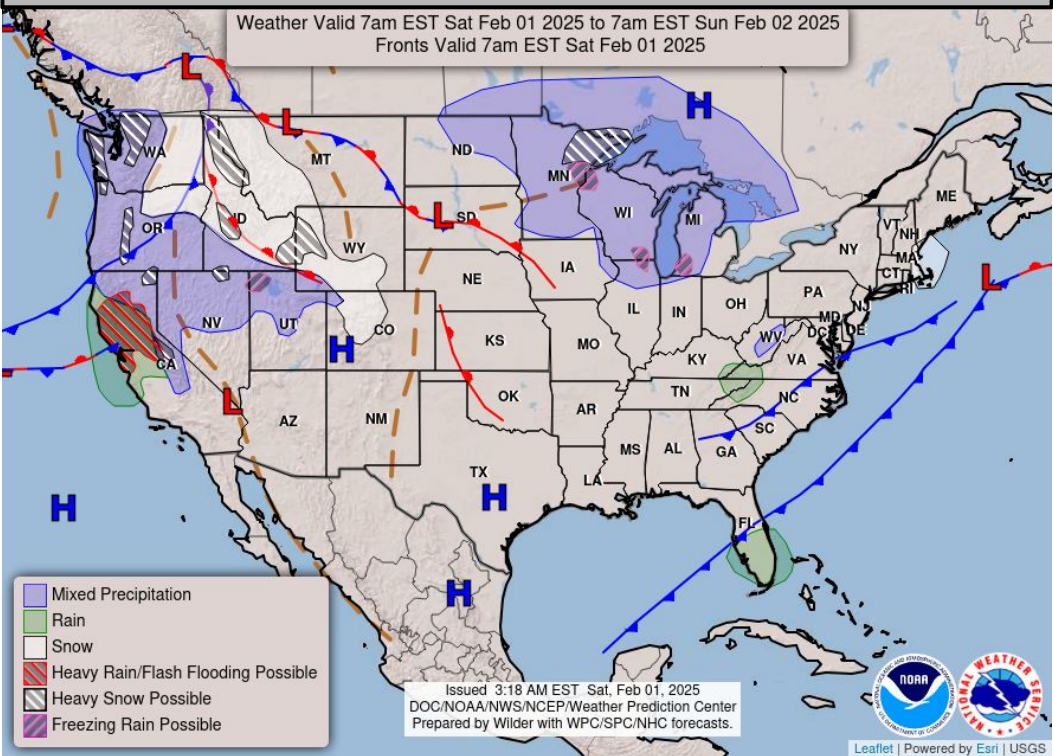 Weather Valid 7am EST Sat Feb 01 2025 to 7am EST Sun Feb 02 2025
Fronts Valid 7am EST Sat Feb 01 2025
L
H
L
WA
MT
ND
MN
ME
ID
SD
L
WI
MI
VT
NH
OR
WY
NY
MA
CT
RI
IA
NE
L
IL
IN
OH
PA
NJ
NV
UT
CO
MD
DE
DC
WV
H
KS
MO
VA
CA
KY
L
OK
TN
NC
AZ
NM
AR
SC
MS
AL
GA
TX
LA
H
H
FL
H
Mixed Precipitation
Rain
Snow
Heavy Rain/Flash Flooding Possible
Heavy Snow Possible
Freezing Rain Possible
Issued 3:18 AM EST Sat, Feb 01, 2025
DOC/NOAA/NWS/NCEP/Weather Prediction Center
Prepared by Wilder with WPC/SPC/NHC forecasts.
NOAA
NATIONAL WEATHER SERVICE
Leaflet | Powered by Esri | USGS